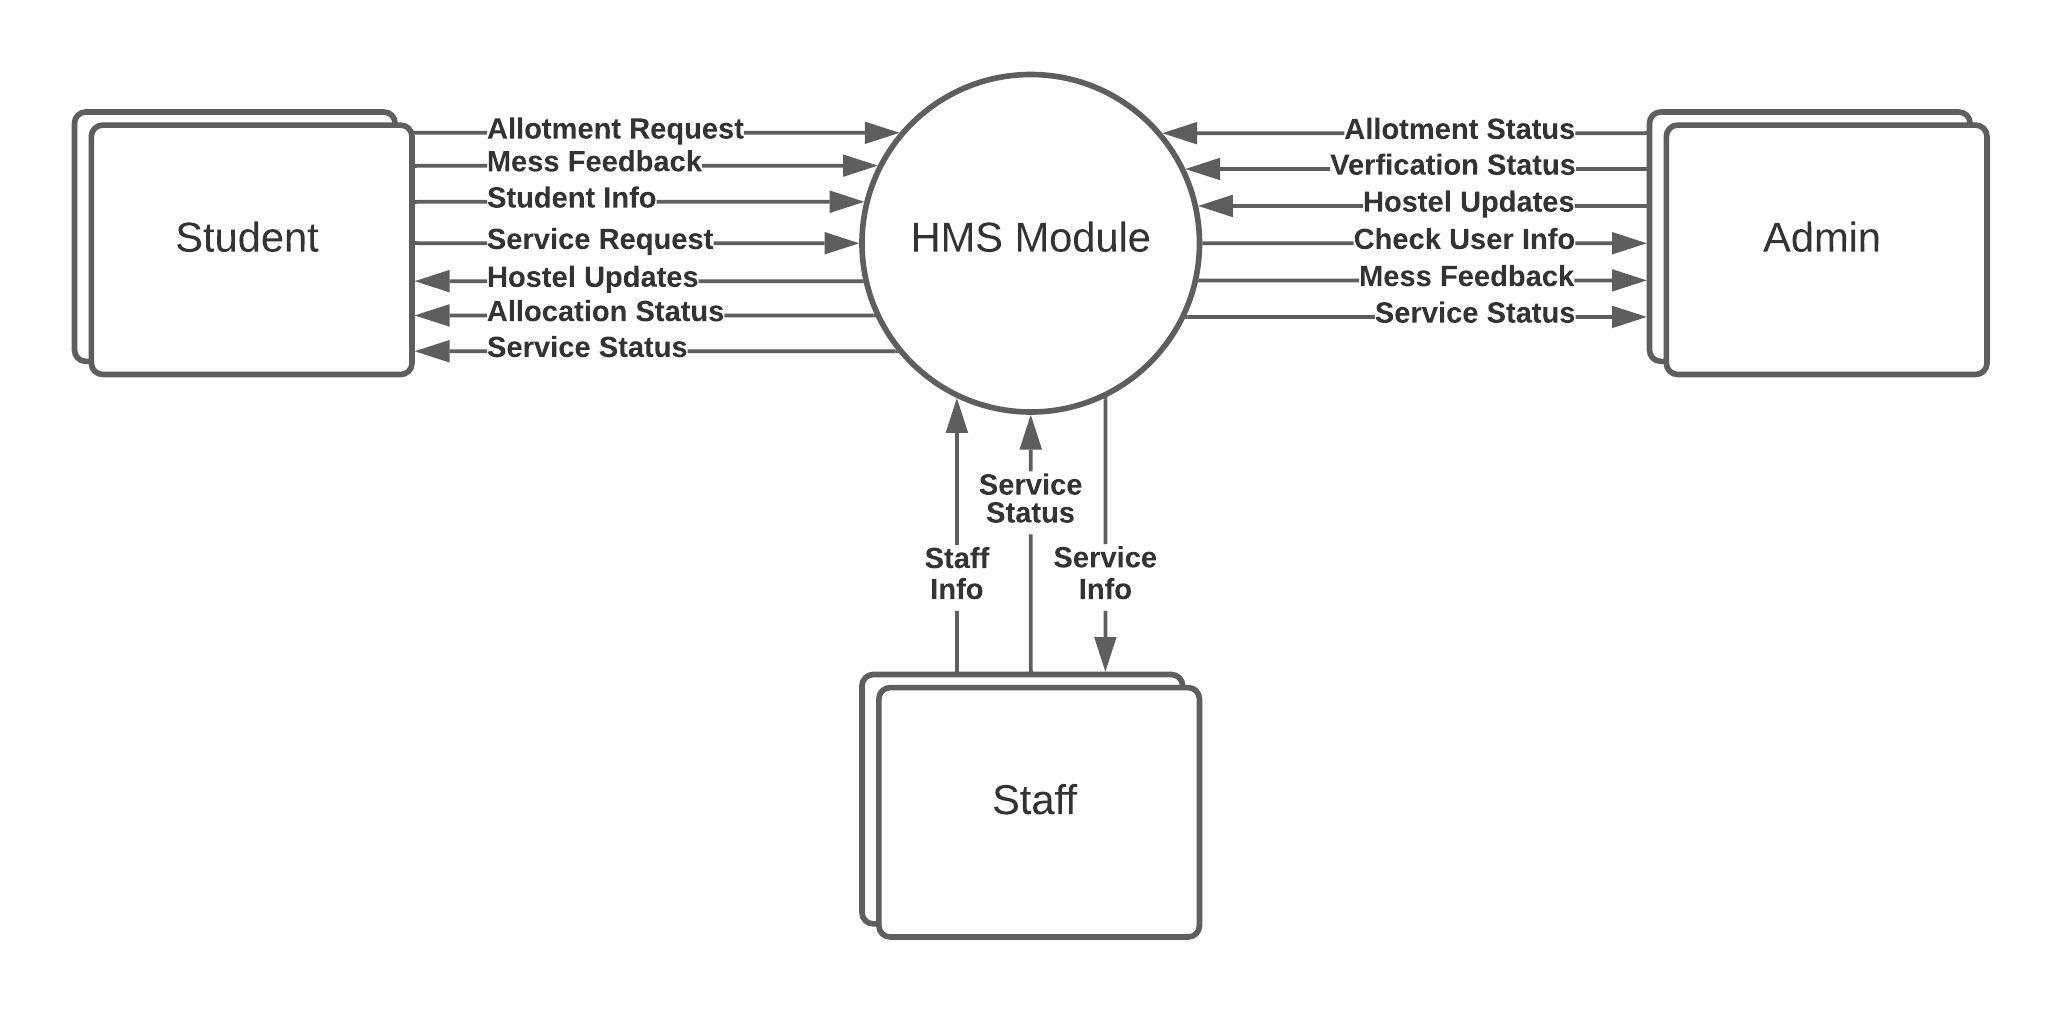 Student
Allotment Request
Mess Feedback
Student Info
Service Request
Hostel Updates
Allocation Status
Service Status
HMS Module
Allotment Status
Verfication Status
Hostel Updates
Check User Info
Mess Feedback
Service Status
Admin
Staff
Info
Service
Status
Service
Info
Staff